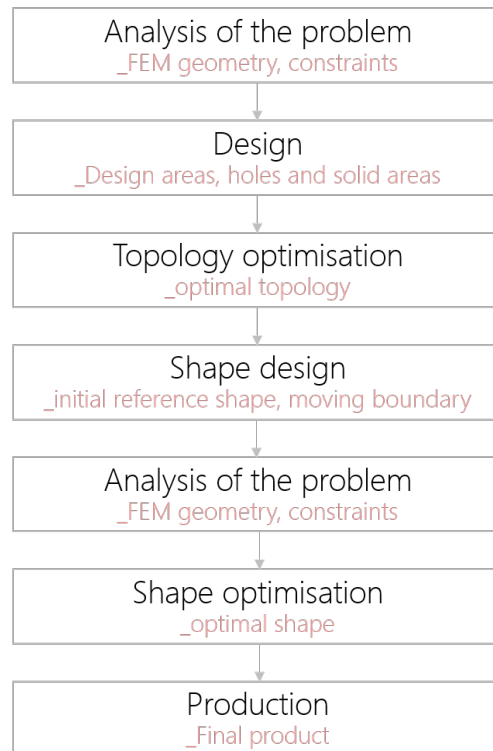 Analysis of the problem
_FEM geometry, constraints
Design
_Design areas, holes and solid areas
Topology optimisation
_optimal topology
Shape design
_initial reference shape, moving boundary
Analysis of the problem
_FEM geometry, constraints
Shape optimisation
_optimal shape
Production
_Final product